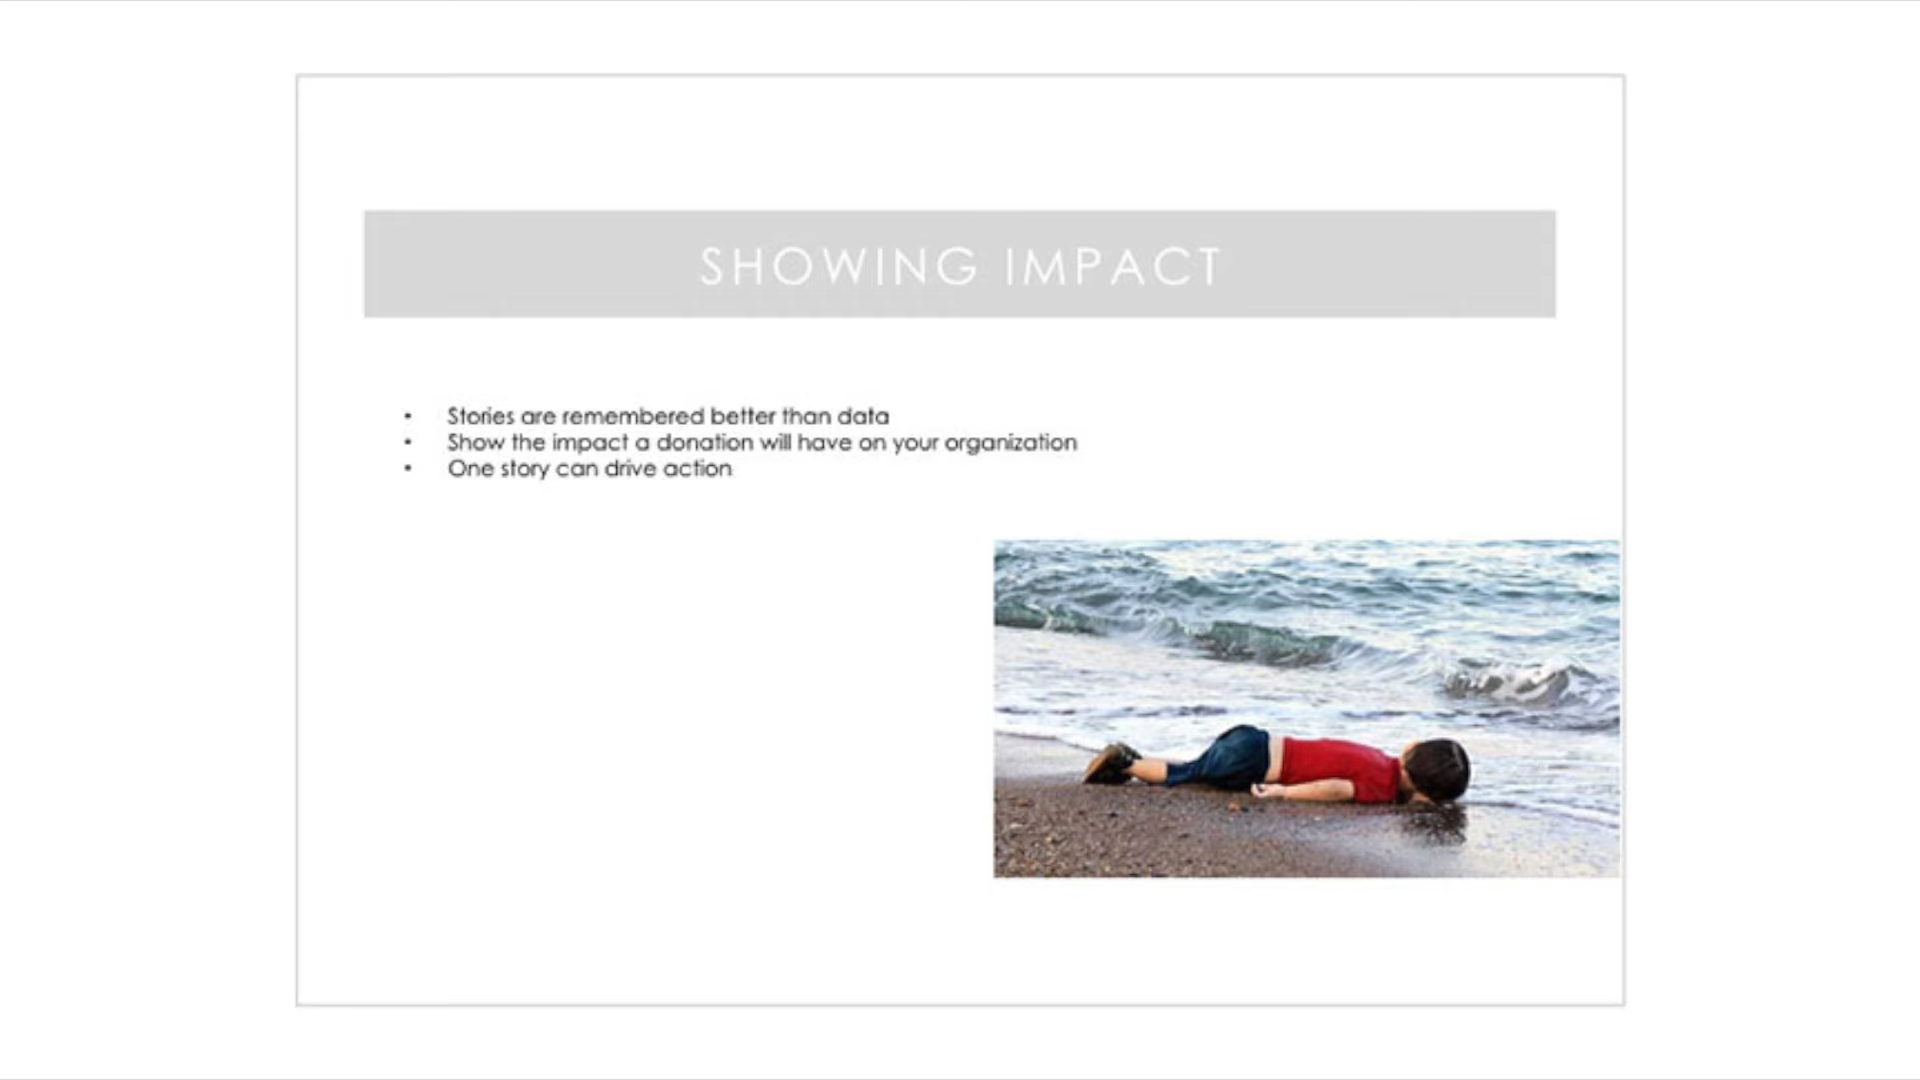 SHOWING IMPACT
• Stories are remembered better than data
• Show the impact a donation will have on your organization
• One story can drive action